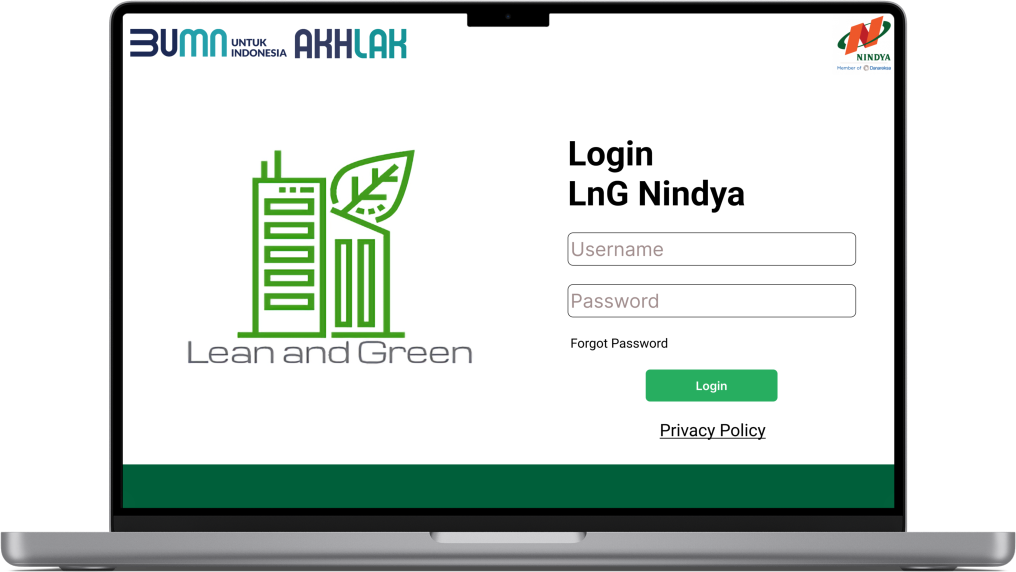 BUMN UNTUK INDONESIA AKHLAK
NINDYA
Member of Danantara
Login
LnG Nindya
Username
Password
Forgot Password
Login
Privacy Policy
Lean and Green